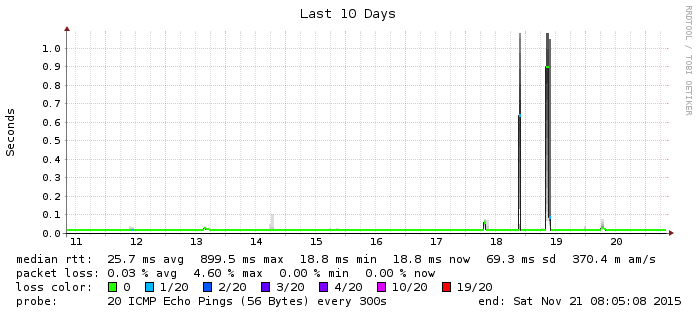 Last 10 Days
RRDTOOL / TOBI OETIKER
Seconds
1.0
0.9
0.8
0.7
0.6
0.5
0.4
0.3
0.2
0.1
0.0
11 12 13 14 15 16 17 18 19 20
median rtt: 25.7 ms avg 899.5 ms max 18.8 ms min 18.8 ms now 69.3 ms sd 370.4 m am/s
packet loss: 0.03 % avg 4.60 % max 0.00 % min 0.00 % now
loss color: 0 1/20 2/20 3/20 4/20 10/20 19/20
probe: 20 ICMP Echo Pings (56 Bytes) every 300s end: Sat Nov 21 08:05:08 2015